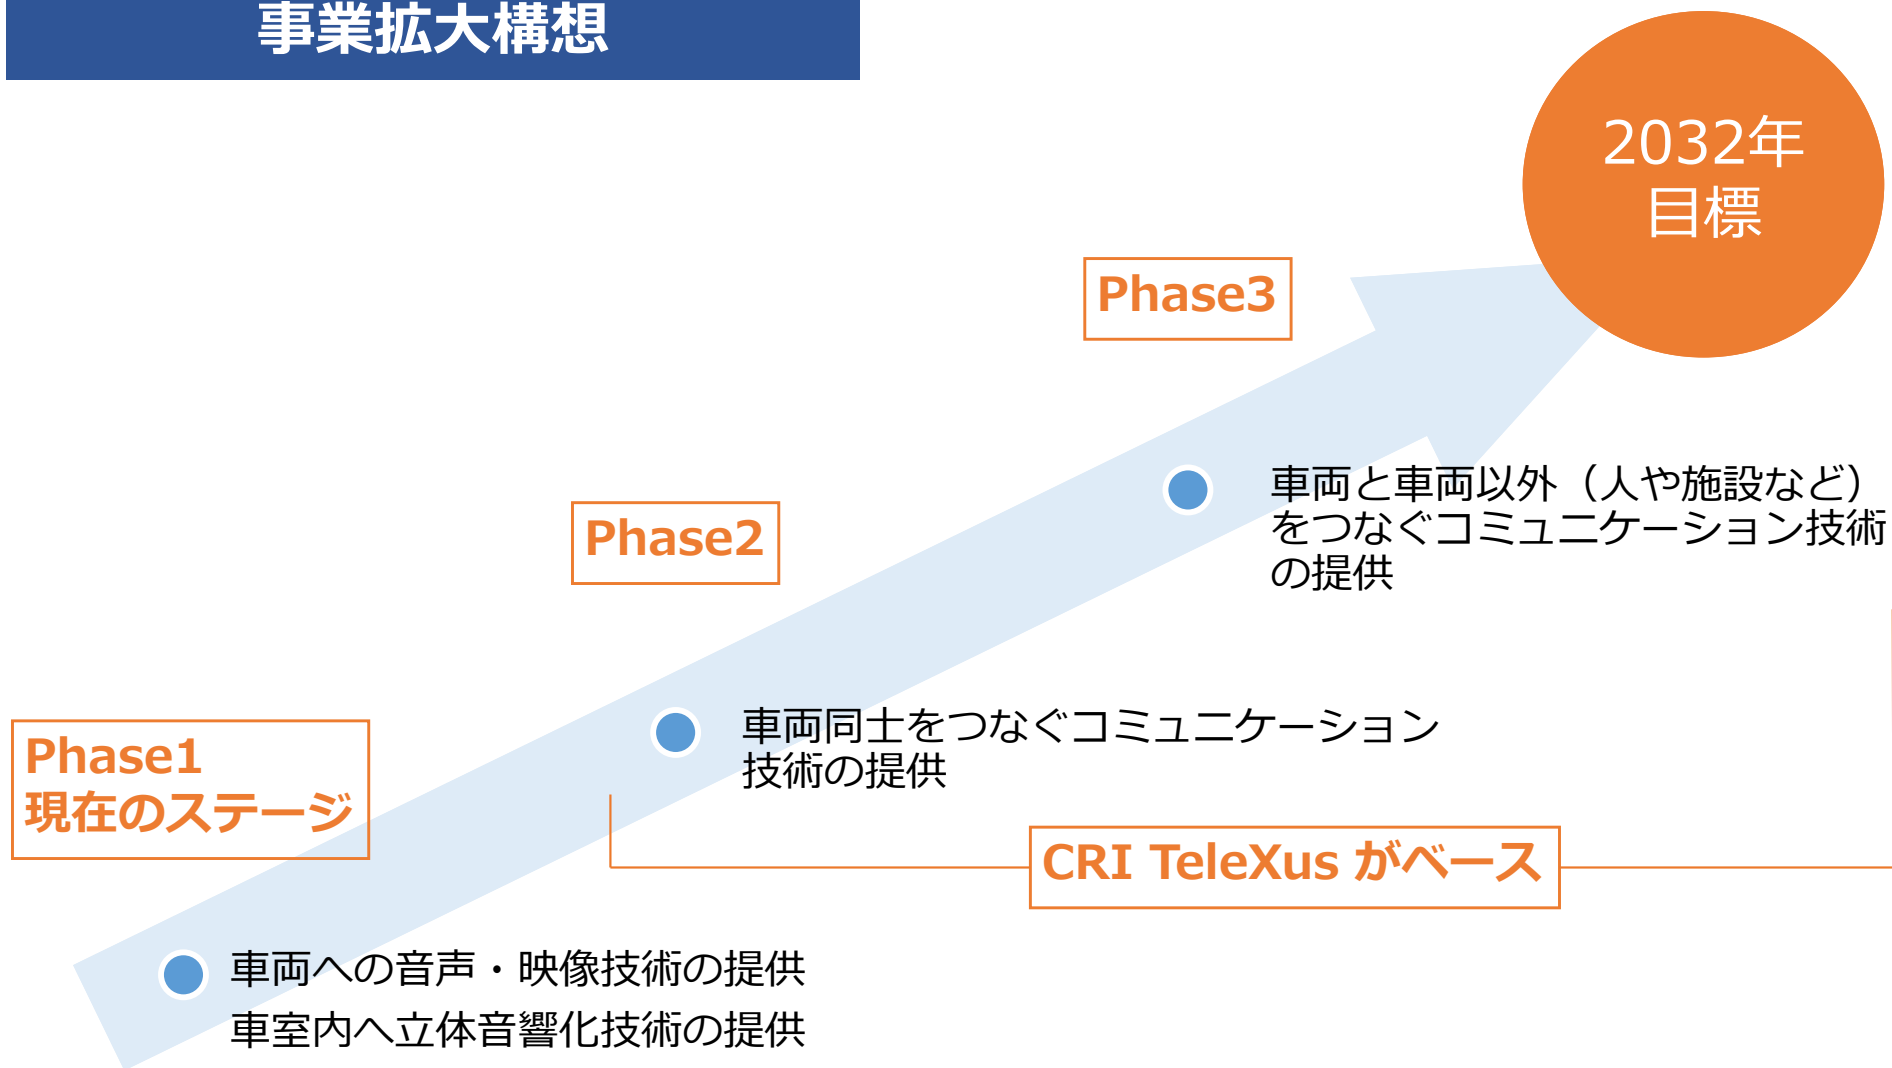 事業拡大構想
2032年
目標
Phase3
車両と車両以外（人や施設など）
をつなぐコミュニケーション技術
の提供
Phase2
車両同士をつなぐコミュニケーション
技術の提供
Phase1
現在のステージ
CRI TeleXus がベース
車両への音声・映像技術の提供
車室内へ立体音響化技術の提供